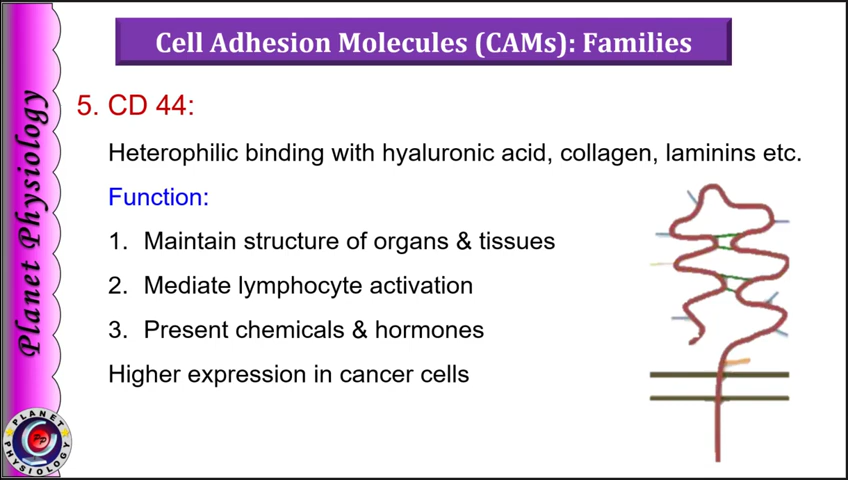 Cell Adhesion Molecules (CAMs): Families
Planet Physiology
5. CD 44:
Heterophilic binding with hyaluronic acid, collagen, laminins etc.
Function:
1. Maintain structure of organs & tissues
2. Mediate lymphocyte activation
3. Present chemicals & hormones
Higher expression in cancer cells
PLANET
PP
PHYSIOLOGY